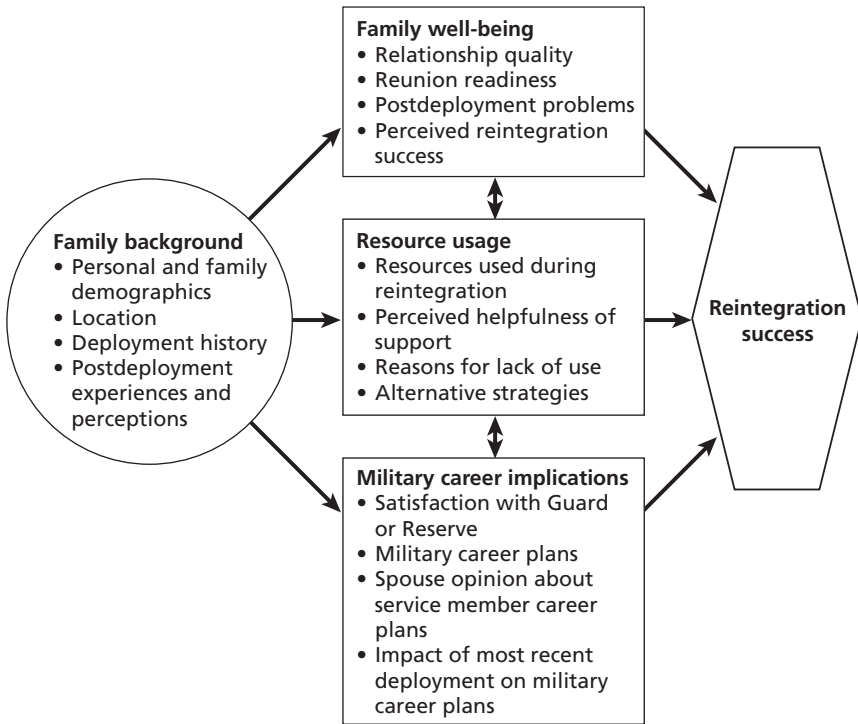 Family well-being
• Relationship quality
• Reunion readiness
• Postdeployment problems
• Perceived reintegration
success
Family background
• Personal and family
demographics
• Location
• Deployment history
• Postdeployment
experiences and
perceptions
Resource usage
• Resources used during
reintegration
• Perceived helpfulness of
support
• Reasons for lack of use
• Alternative strategies
Reintegration
success
Military career implications
• Satisfaction with Guard
or Reserve
• Military career plans
• Spouse opinion about
service member career
plans
• Impact of most recent
deployment on military
career plans